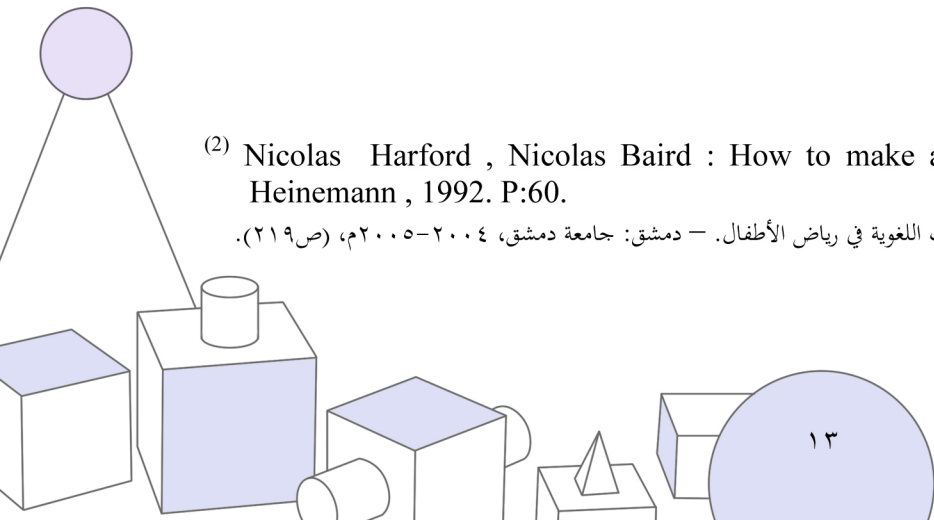 (2) Nicolas Harford , Nicolas Baird : How to make
Heinemann , 1992. P:60.
اللغوية في رياض الأطفال. – دمشق: جامعة دمشق، ٢٠٠٤-٢٠٠٥م، (ص٢١٩).
١٣